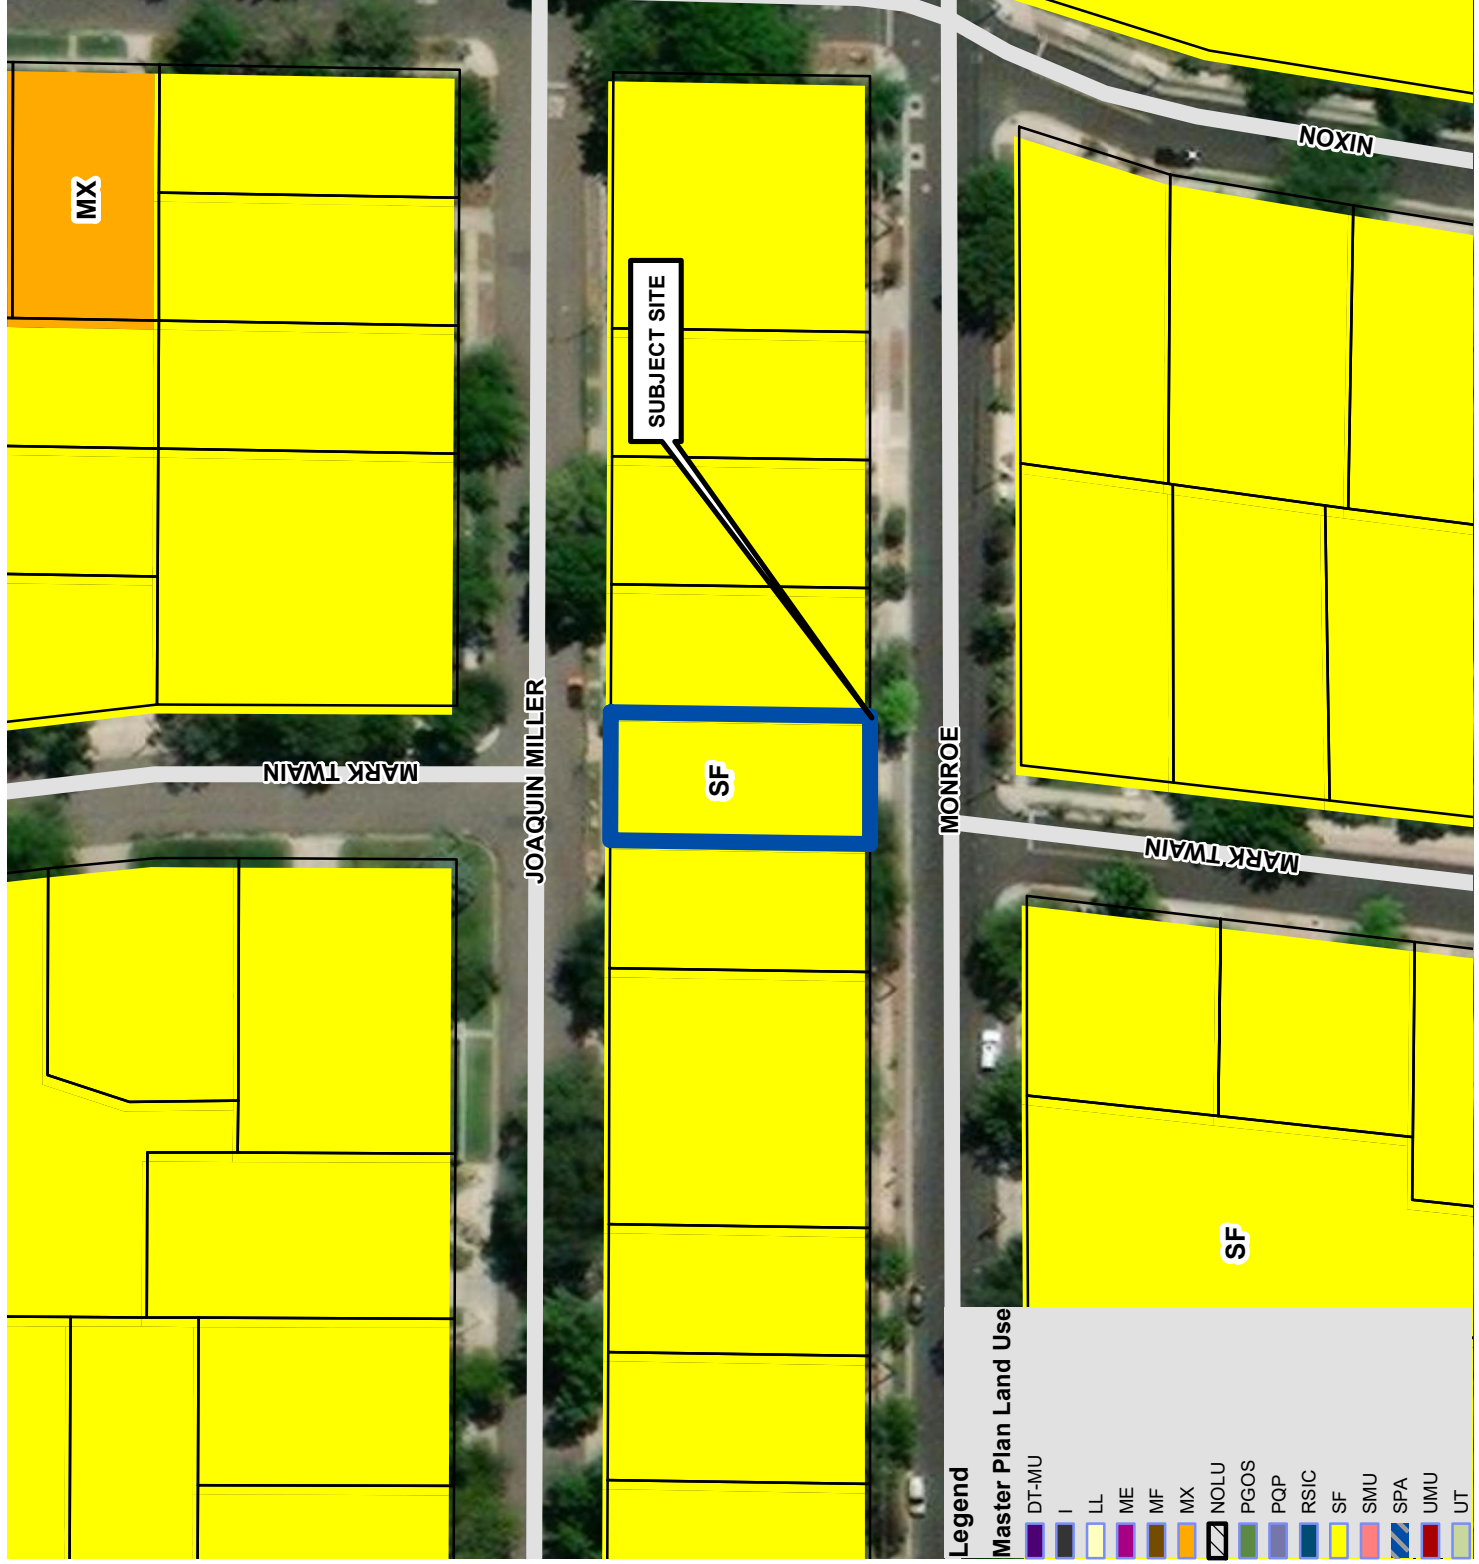 MX
NIXON
SUBJECT SITE
MARK TWAIN
JOAQUIN MILLER
SF
MONROE
MARK TWAIN
SF
Legend
Master Plan Land Use
DT-MU
I
LL
ME
MF
MX
NOLU
PGOS
PQP
RSIC
SF
SMU
SPA
UMU
UT